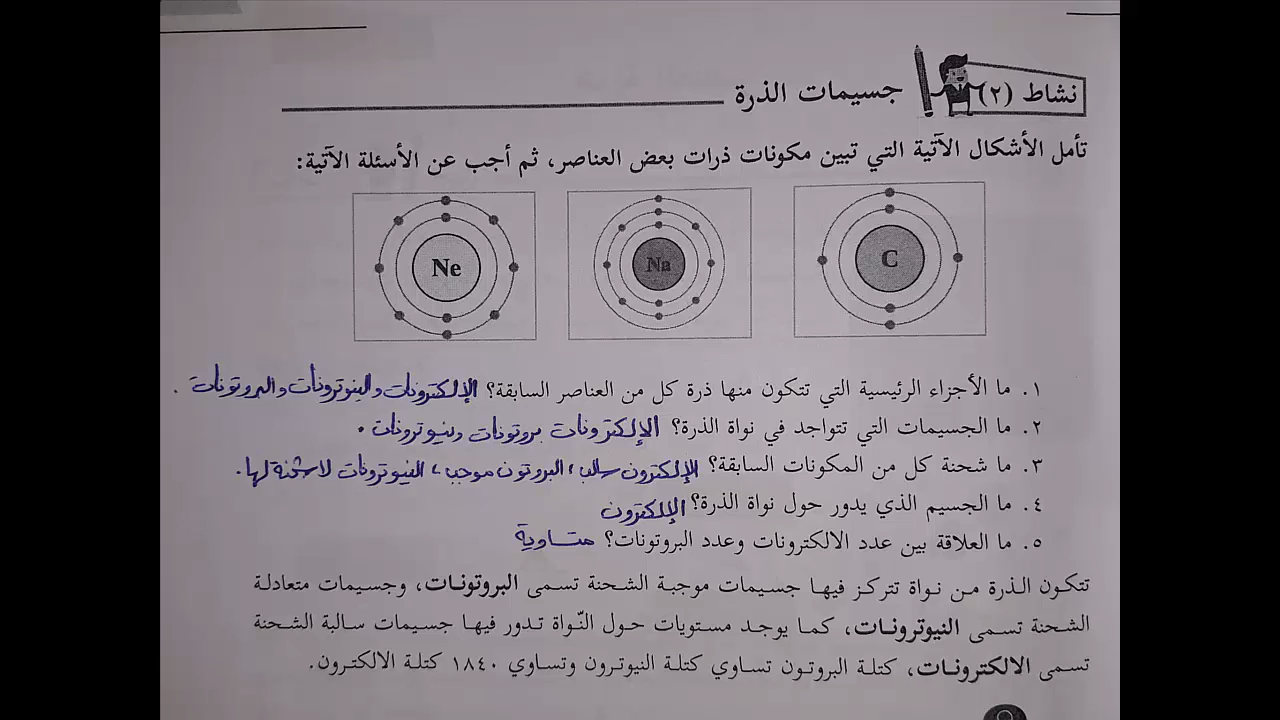 نشاط (٢) جسيمات الذرة
تأمل الأشكال الآتية التي تبين مكونات ذرات بعض العناصر، ثم أجب عن الأسئلة الآتية:
C
Na
Ne
١. ما الأجزاء الرئيسية التي تتكون منها ذرة كل من العناصر السابقة؟ الإلكترونات والنيوترونات والبروتونات .
٢. ما الجسيمات التي تتواجد في نواة الذرة؟ الإلكترونات بروتونات ونيوترونات .
٣. ما شحنة كل من المكونات السابقة؟ الإلكترون سالب، البروتون موجب، النيوترونات لا شحنة لها.
٤. ما الجسيم الذي يدور حول نواة الذرة؟ الإلكترون
٥. ما العلاقة بين عدد الالكترونات وعدد البروتونات؟ متساوية
تتكون الذرة من نواة تتركز فيها جسيمات موجبة الشحنة تسمى البروتونات، وجسيمات متعادلة
الشحنة تسمى النيوترونات، كما يوجد مستويات حول النّواة تدور فيها جسيمات سالبة الشحنة
تسمى الالكترونات، كتلة البروتون تساوي كتلة النيوترون وتساوي ١٨٤٠ كتلة الالكترون.